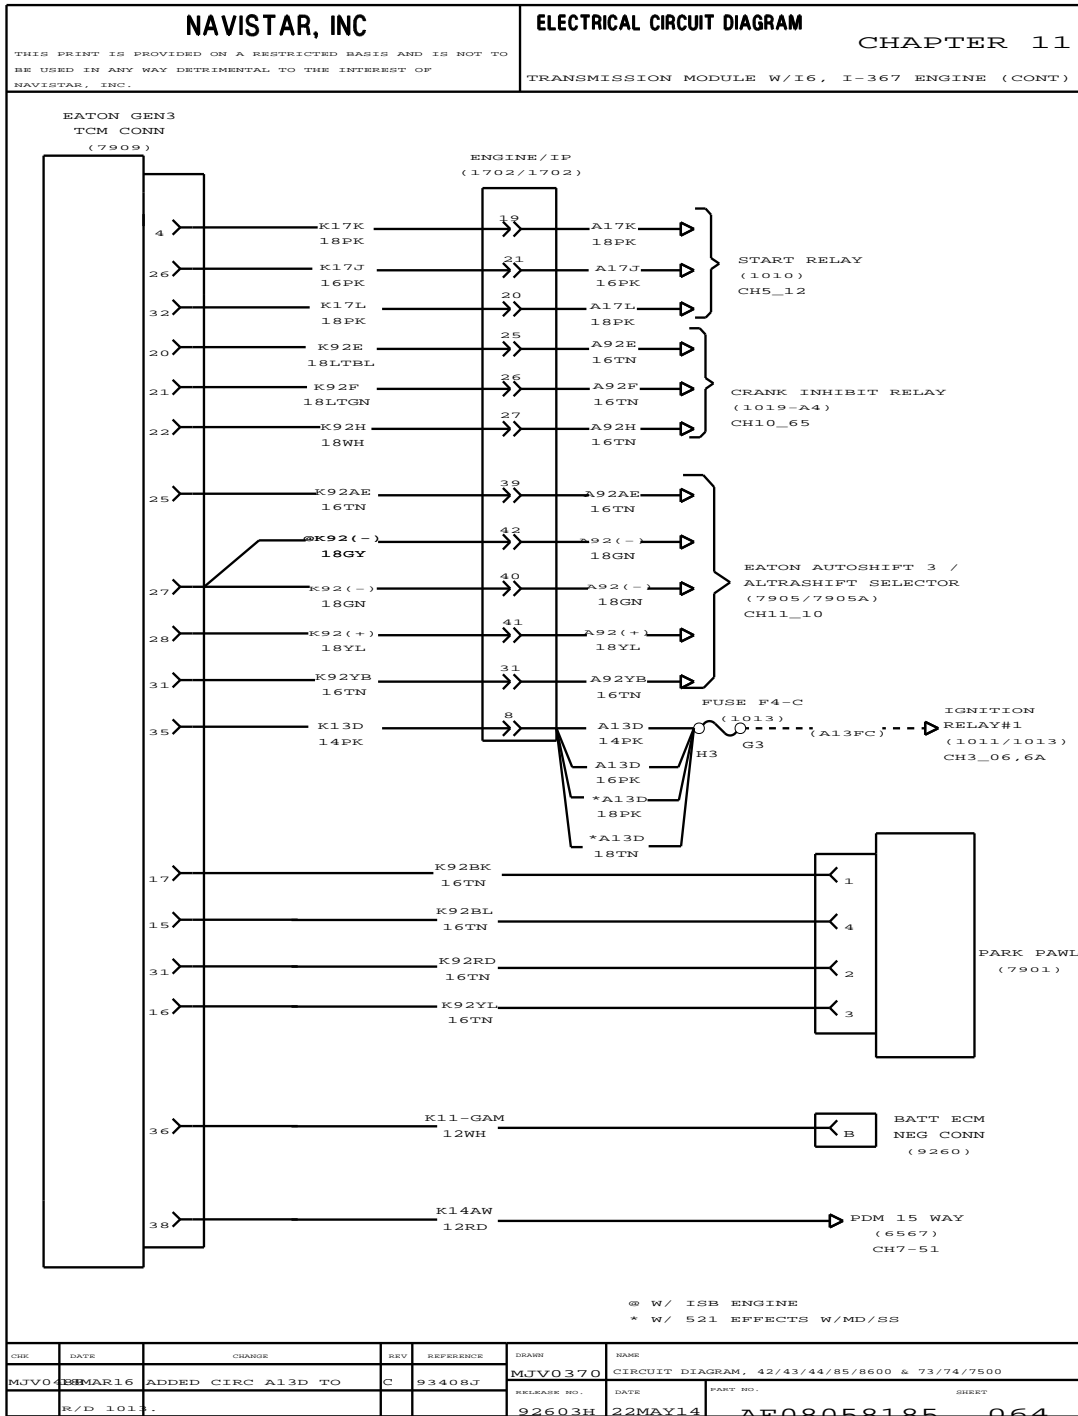 NAVISTAR, INC
THIS PRINT IS PROVIDED ON A RESTRICTED BASIS AND IS NOT TO
BE USED IN ANY WAY DETRIMENTAL TO THE INTEREST OF
NAVISTAR, INC.
ELECTRICAL CIRCUIT DIAGRAM
CHAPTER 11
TRANSMISSION MODULE W/I6, I-367 ENGINE (CONT)
EATON GEN3
TCM CONN
(7909)
ENGINE/IP
(1702/1702)
4 K17K 19 A17K
18PK 18PK
26 K17J 21 A17J
16PK 16PK
32 K17L 20 A17L
18PK 18PK
START RELAY
(1010)
CH5_12
20 K92E 25 A92E
18LTBL 16TN
21 K92F 26 A92F
18LTGN 16TN
22 K92H 27 A92H
18WH 16TN
CRANK INHIBIT RELAY
(1019-A4)
CH10_65
25 K92AE 39 A92AE
16TN 16TN
@K92(-) 42 A92(-)
18GY 18GN
27 K92(-) 40 A92(-)
18GN 18GN
28 K92(+) 41 A92(+)
18YL 18YL
31 K92YB 31 A92YB
16TN 16TN
EATON AUTOSHIFT 3 /
ALTRASHIFT SELECTOR
(7905/7905A)
CH11_10
35 K13D 8 A13D
14PK 14PK
A13D
16PK
*A13D
18PK
*A13D
18TN
FUSE F4-C
(1013)
H3 G3
(A13FC)
IGNITION
RELAY#1
(1011/1013)
CH3_06,6A
17 K92BK 1
16TN
15 K92BL 4
16TN
31 K92RD 2
16TN
16 K92YL 3
16TN
PARK PAWL
(7901)
36 K11-GAM B
12WH
BATT ECM
NEG CONN
(9260)
38 K14AW
12RD
PDM 15 WAY
(6567)
CH7-51
@ W/ ISB ENGINE
* W/ 521 EFFECTS W/MD/SS
CHK DATE CHANGE REV REFERENCE DRAWN NAME
ADDED CIRC A13D TO C 93408J MJV0370 CIRCUIT DIAGRAM, 42/43/44/85/8600 & 73/74/7500
R/D 1013.
RELEASE NO. DATE PART NO. SHEET
92603H 22MAY14 AF08058185 064